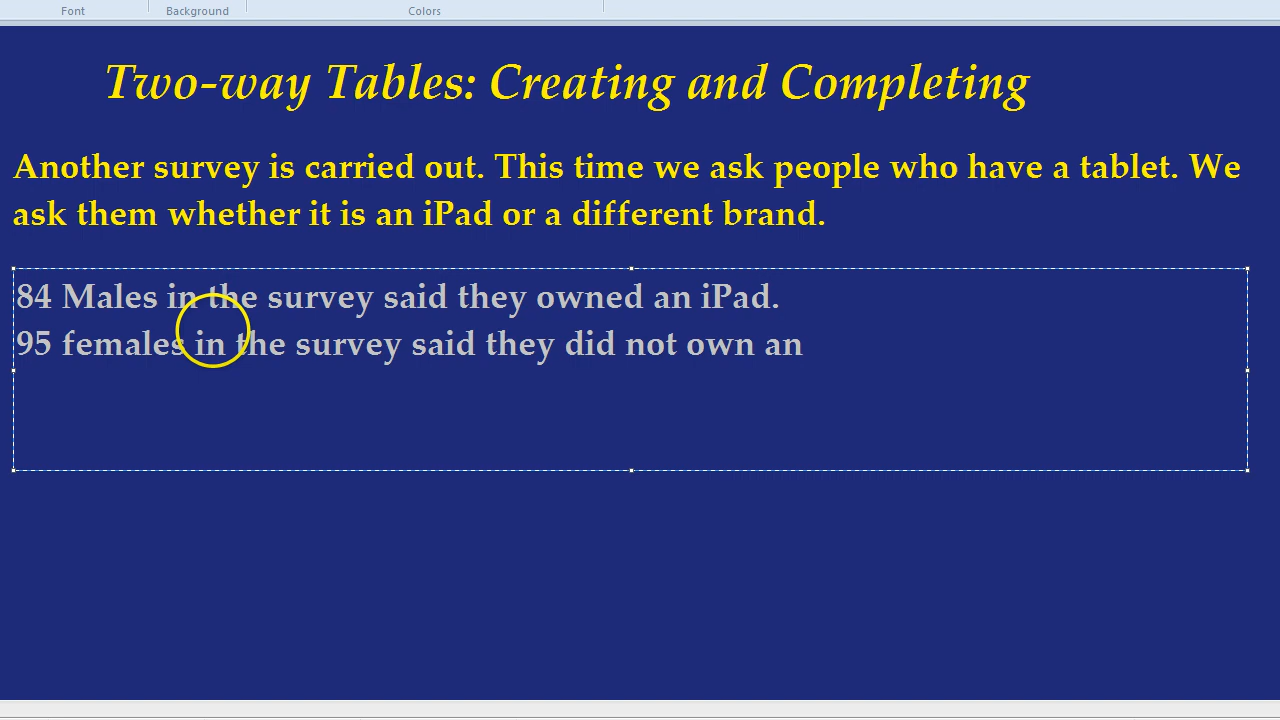 Font Background Colors
Two-way Tables: Creating and Completing
Another survey is carried out. This time we ask people who have a tablet. We
ask them whether it is an iPad or a different brand.
84 Males in the survey said they owned an iPad.
95 females in the survey said they did not own an